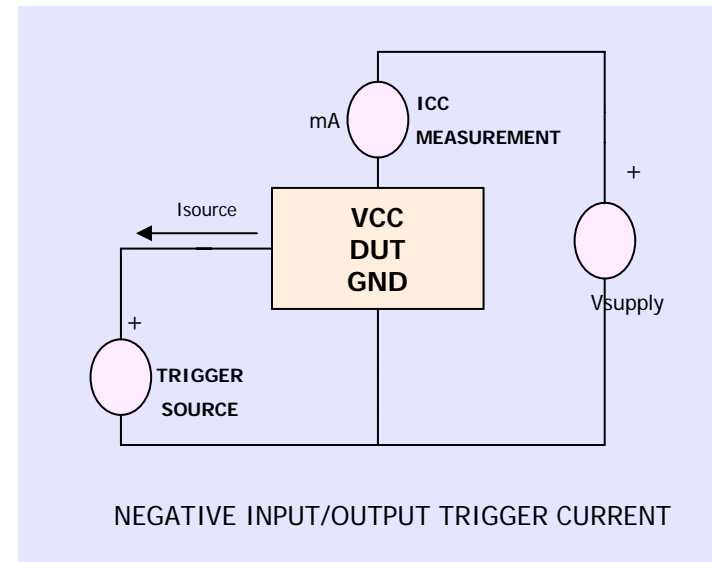 ICC
mA
MEASUREMENT
+
Isource
VCC
DUT
GND
Vsupply
+
TRIGGER
SOURCE
NEGATIVE INPUT/OUTPUT TRIGGER CURRENT